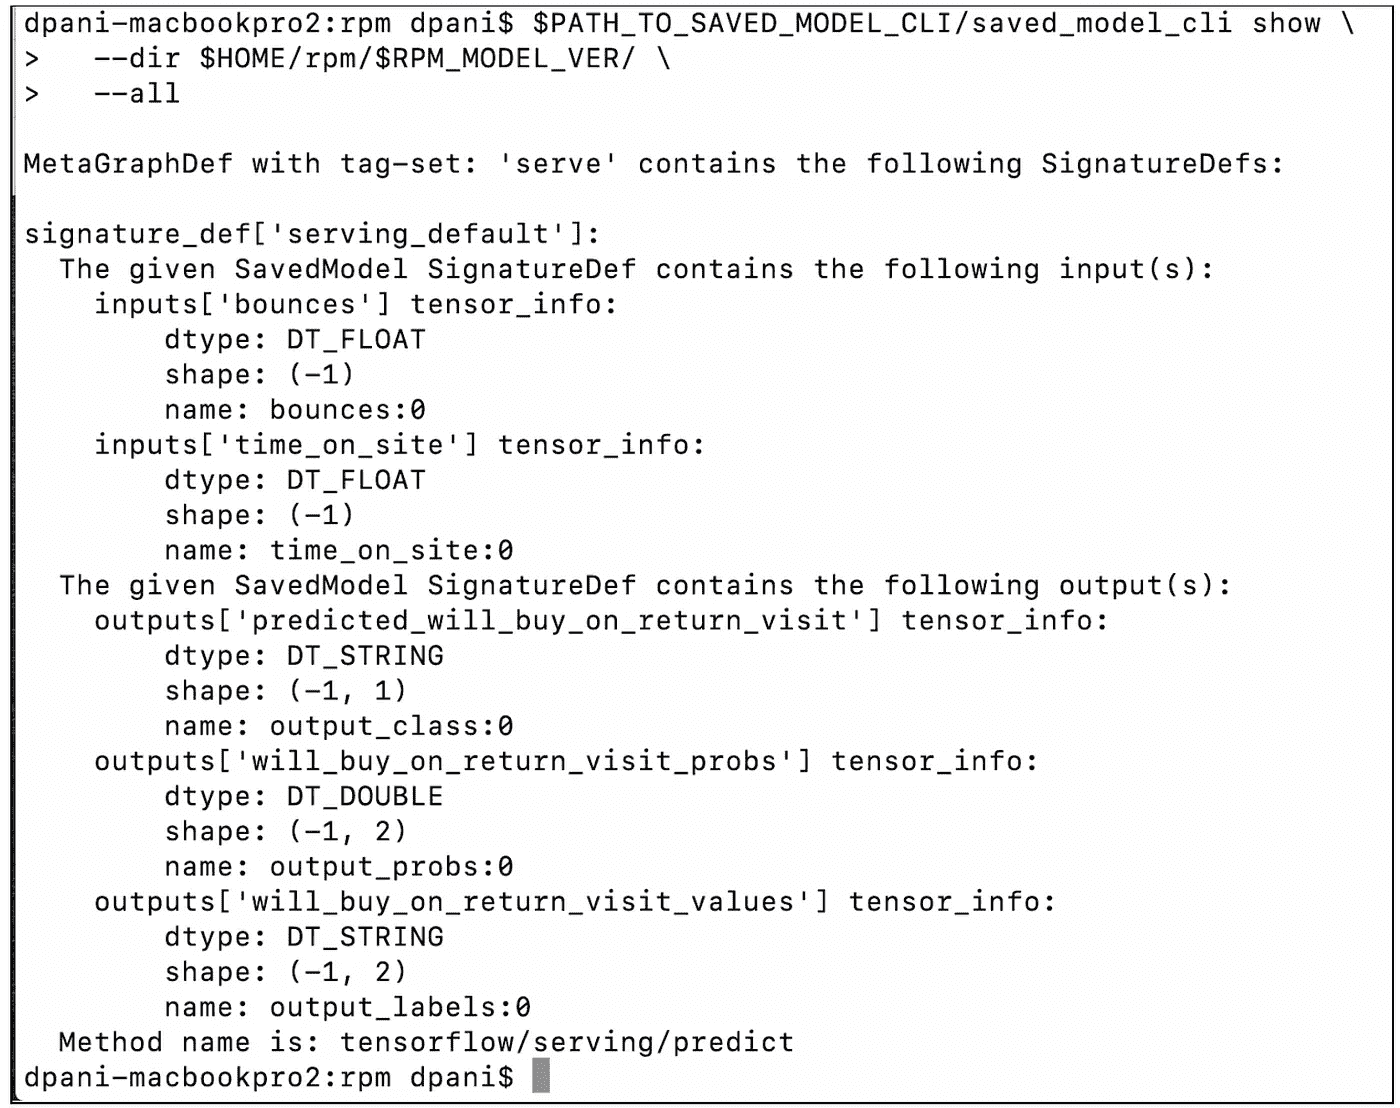 dpani-macbookpro2:rpm dpani$ $PATH_TO_SAVED_MODEL_CLI/saved_model_cli show \
>   --dir $HOME/rpm/$RPM_MODEL_VER/ \
>   --all

MetaGraphDef with tag-set: 'serve' contains the following SignatureDefs:

signature_def['serving_default']:
  The given SavedModel SignatureDef contains the following input(s):
    inputs['bounces'] tensor_info:
        dtype: DT_FLOAT
        shape: (-1)
        name: bounces:0
    inputs['time_on_site'] tensor_info:
        dtype: DT_FLOAT
        shape: (-1)
        name: time_on_site:0
  The given SavedModel SignatureDef contains the following output(s):
    outputs['predicted_will_buy_on_return_visit'] tensor_info:
        dtype: DT_STRING
        shape: (-1, 1)
        name: output_class:0
    outputs['will_buy_on_return_visit_probs'] tensor_info:
        dtype: DT_DOUBLE
        shape: (-1, 2)
        name: output_probs:0
    outputs['will_buy_on_return_visit_values'] tensor_info:
        dtype: DT_STRING
        shape: (-1, 2)
        name: output_labels:0
  Method name is: tensorflow/serving/predict
dpani-macbookpro2:rpm dpani$